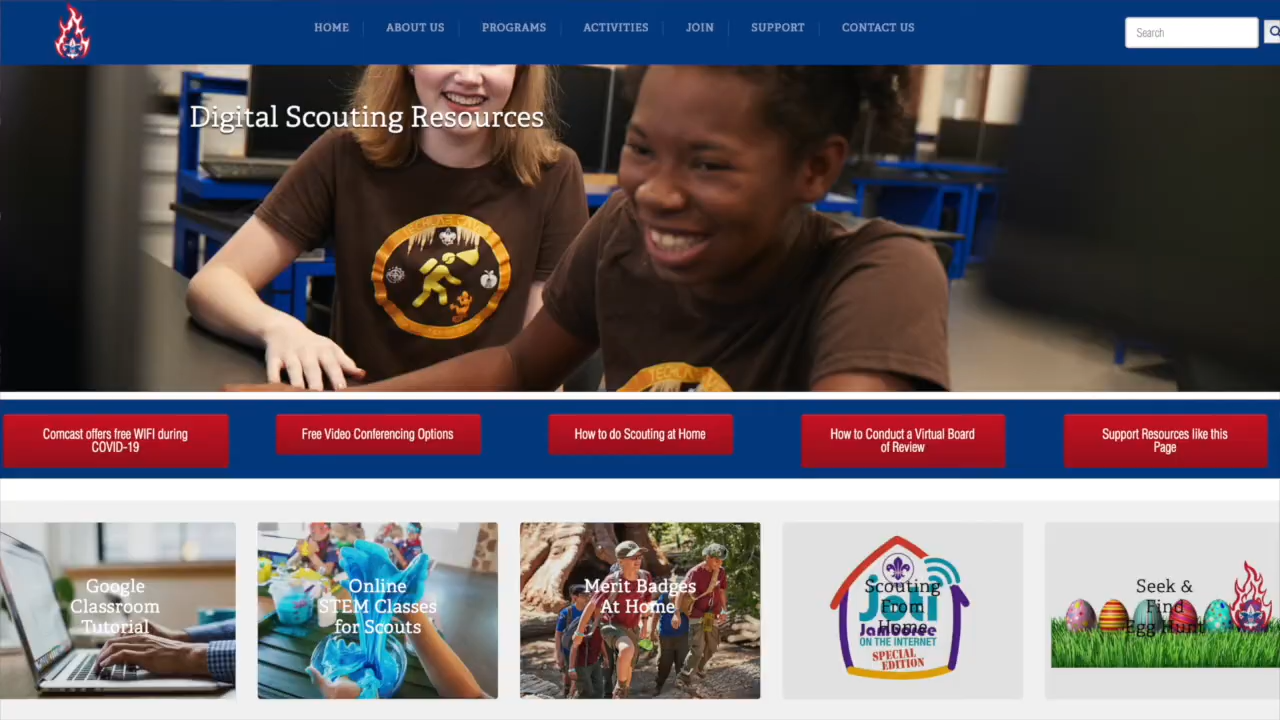 HOME
ABOUT US
PROGRAMS
ACTIVITIES
JOIN
SUPPORT
CONTACT US
Search
Digital Scouting Resources
Comcast offers free WIFI during
COVID-19
Free Video Conferencing Options
How to do Scouting at Home
How to Conduct a Virtual Board
of Review
Support Resources like this
Page
Google
Classroom
Tutorial
Online
STEM Classes
for Scouts
Merit Badges
At Home
Scouting
From
Home
Jamboree
ON THE INTERNET
SPECIAL
EDITION
Seek &
Find
Egg Hunt